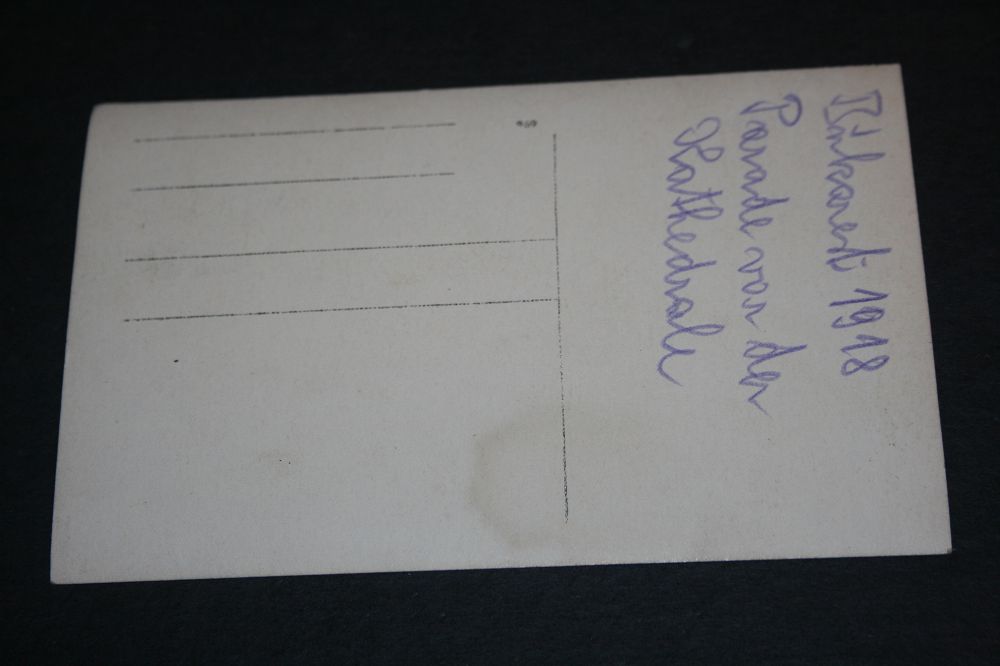 Bukarest 1918
Parade vor der
Kathedrale